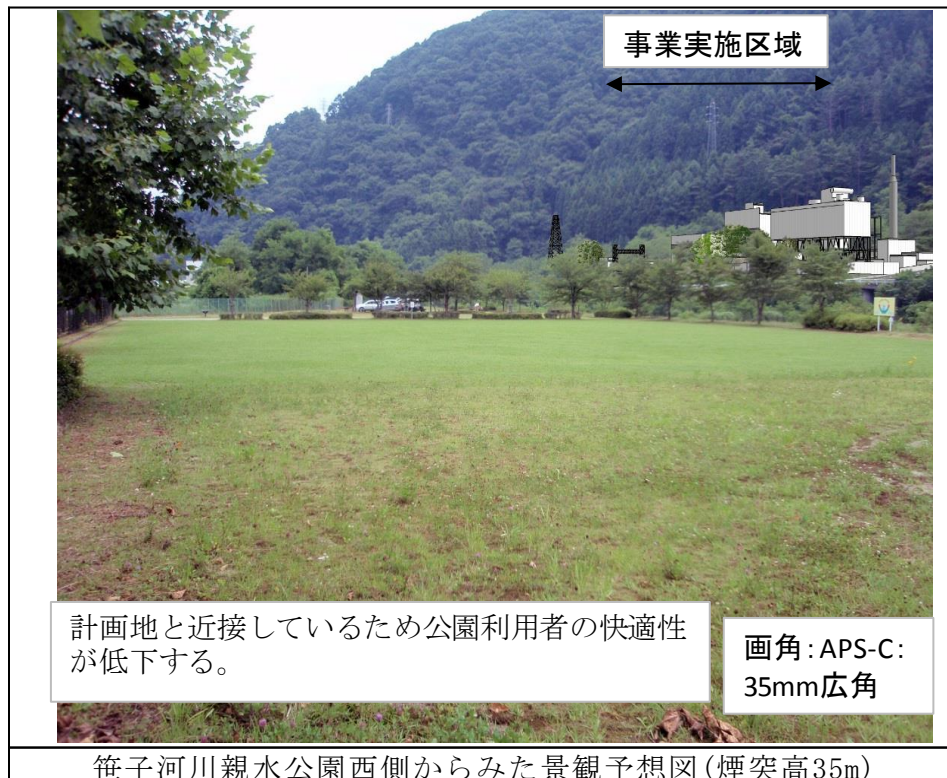 事業実施区域
計画地と近接しているため公園利用者の快適性
が低下する。
画角：APS-C：
35mm広角
笹子河川親水公園西側からみた景観予想図(煙突高35m)